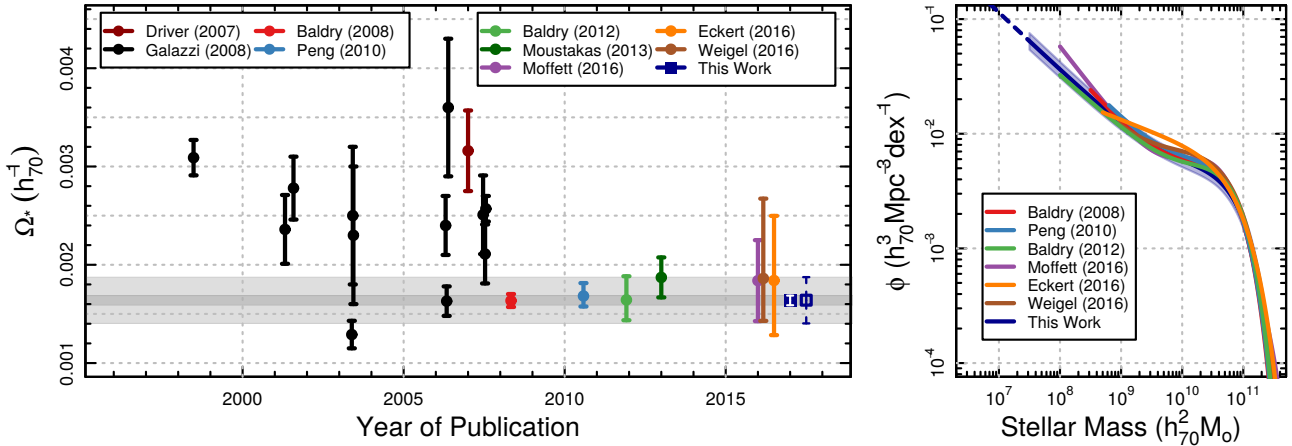 Driver (2007)
Galazzi (2008)
Baldry (2008)
Peng (2010)
Baldry (2012)
Moustakas (2013)
Moffett (2016)
Eckert (2016)
Weigel (2016)
This Work
0.004
0.003
0.002
0.001
Ω* (h⁻¹₇₀)
2000
2005
2010
2015
Year of Publication
10⁻¹
10⁻²
10⁻³
10⁻⁴
ϕ (h³₇₀Mpc⁻³dex⁻¹)
Baldry (2008)
Peng (2010)
Baldry (2012)
Moffett (2016)
Eckert (2016)
Weigel (2016)
This Work
10⁷
10⁸
10⁹
10¹⁰
10¹¹
Stellar Mass (h²₇₀Mₒ)